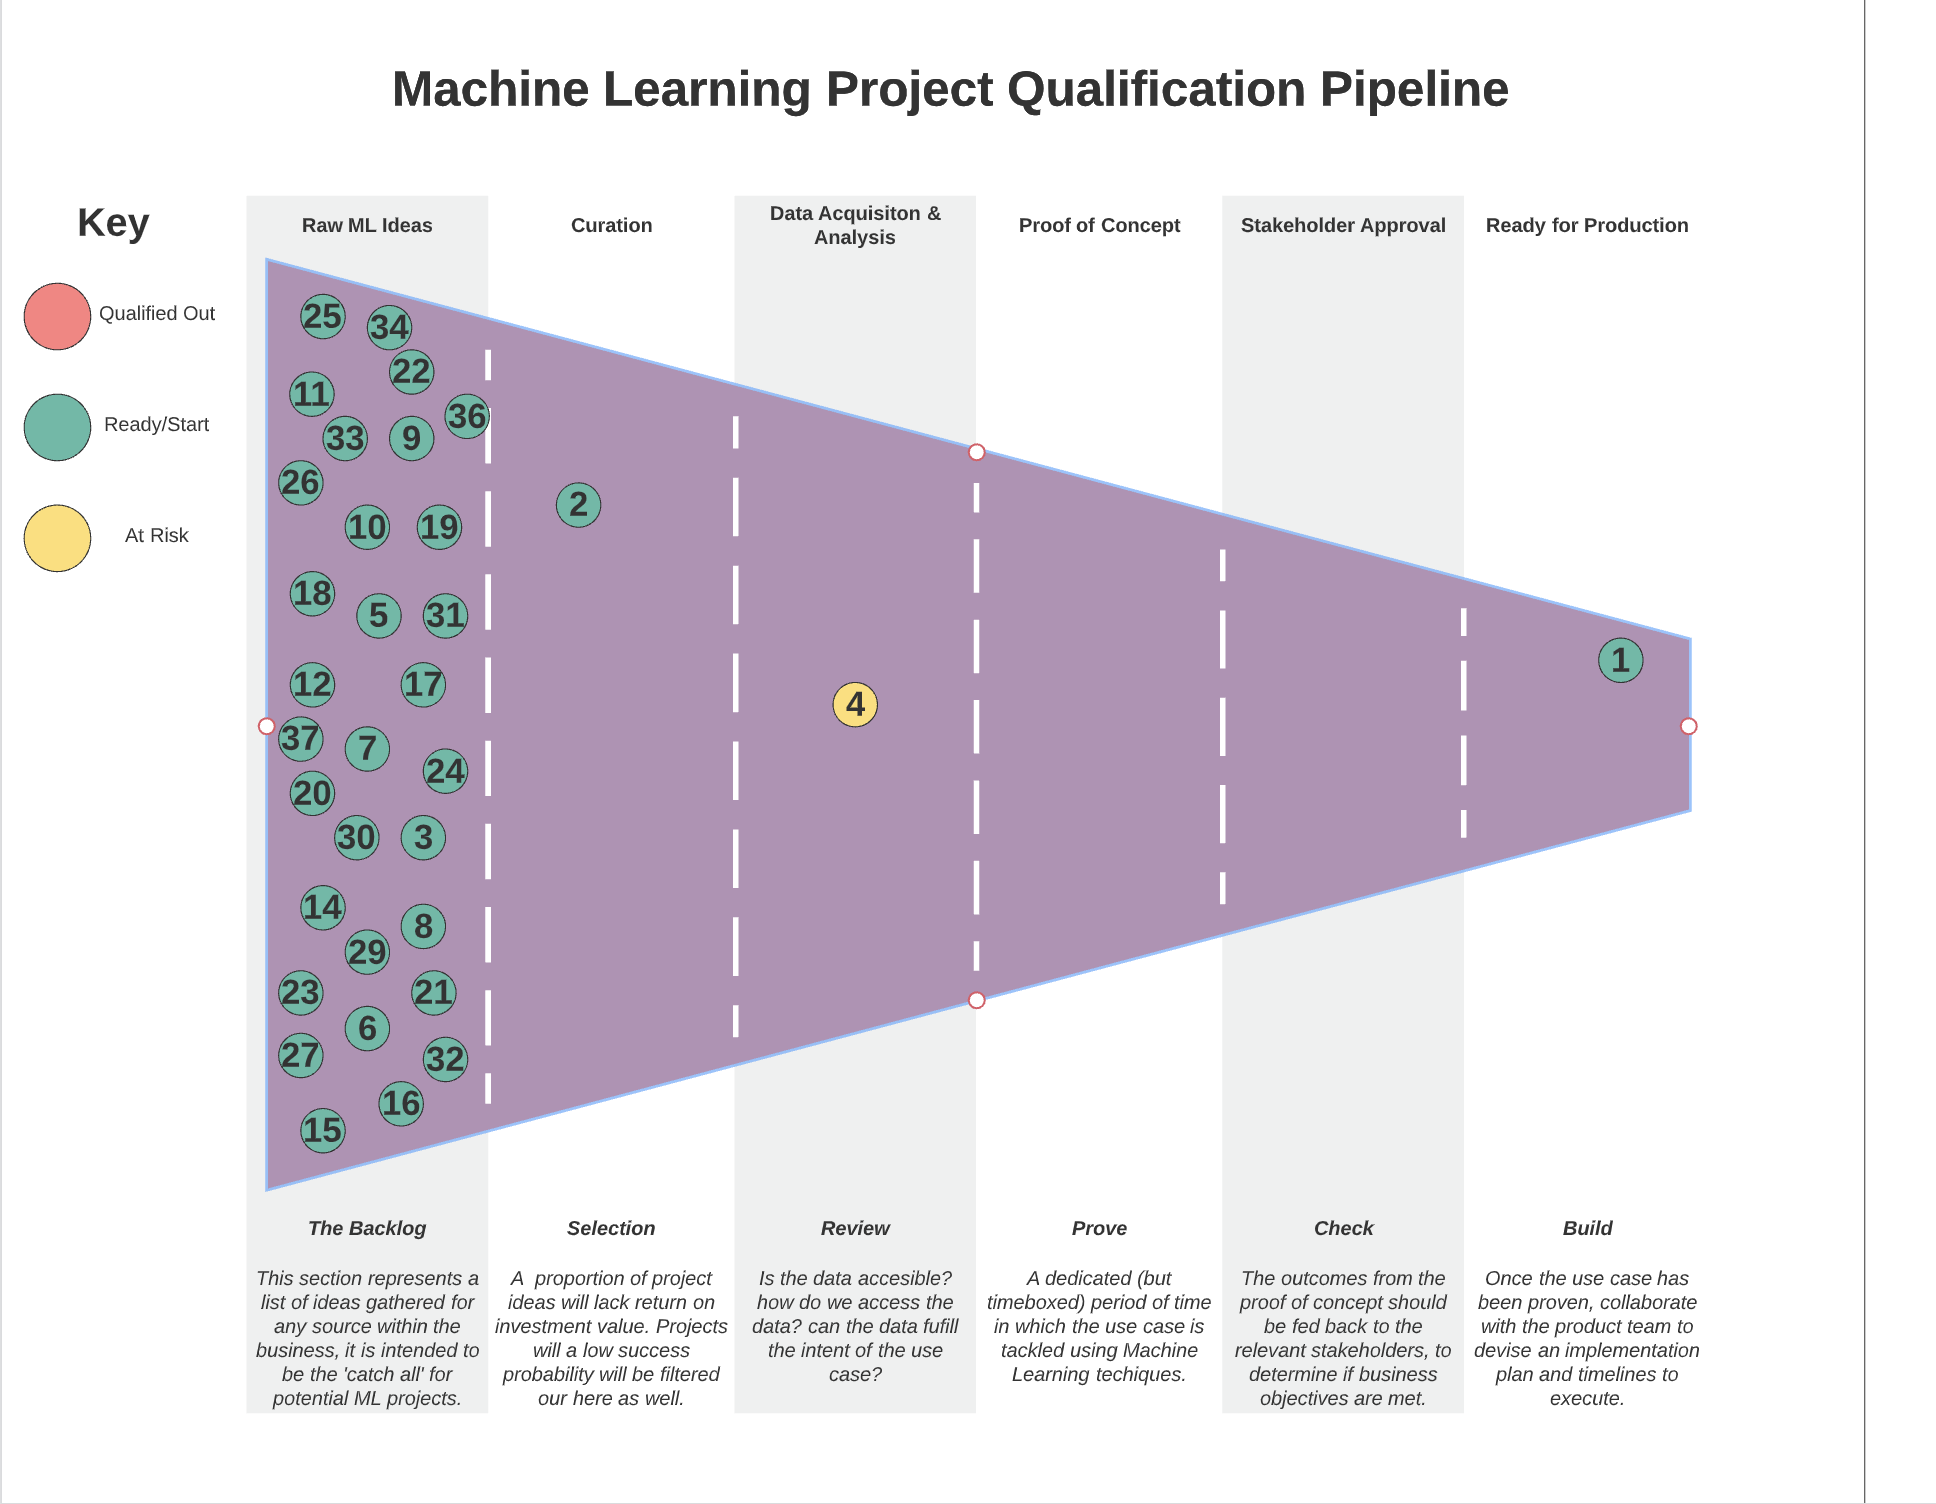 Machine Learning Project Qualification Pipeline
Key
Qualified Out
Ready/Start
At Risk
Raw ML Ideas
Curation
Data Acquisiton &
Analysis
Proof of Concept
Stakeholder Approval
Ready for Production
25
34
22
11
36
33
9
26
10
19
18
5
31
12
17
37
7
24
20
30
3
14
8
29
23
21
6
27
32
16
15
2
4
1
The Backlog
This section represents a
list of ideas gathered for
any source within the
business, it is intended to
be the 'catch all' for
potential ML projects.
Selection
A  proportion of project
ideas will lack return on
investment value. Projects
will a low success
probability will be filtered
our here as well.
Review
Is the data accesible?
how do we access the
data? can the data fufill
the intent of the use
case?
Prove
A dedicated (but
timeboxed) period of time
in which the use case is
tackled using Machine
Learning techiques.
Check
The outcomes from the
proof of concept should
be fed back to the
relevant stakeholders, to
determine if business
objectives are met.
Build
Once the use case has
been proven, collaborate
with the product team to
devise an implementation
plan and timelines to
execute.